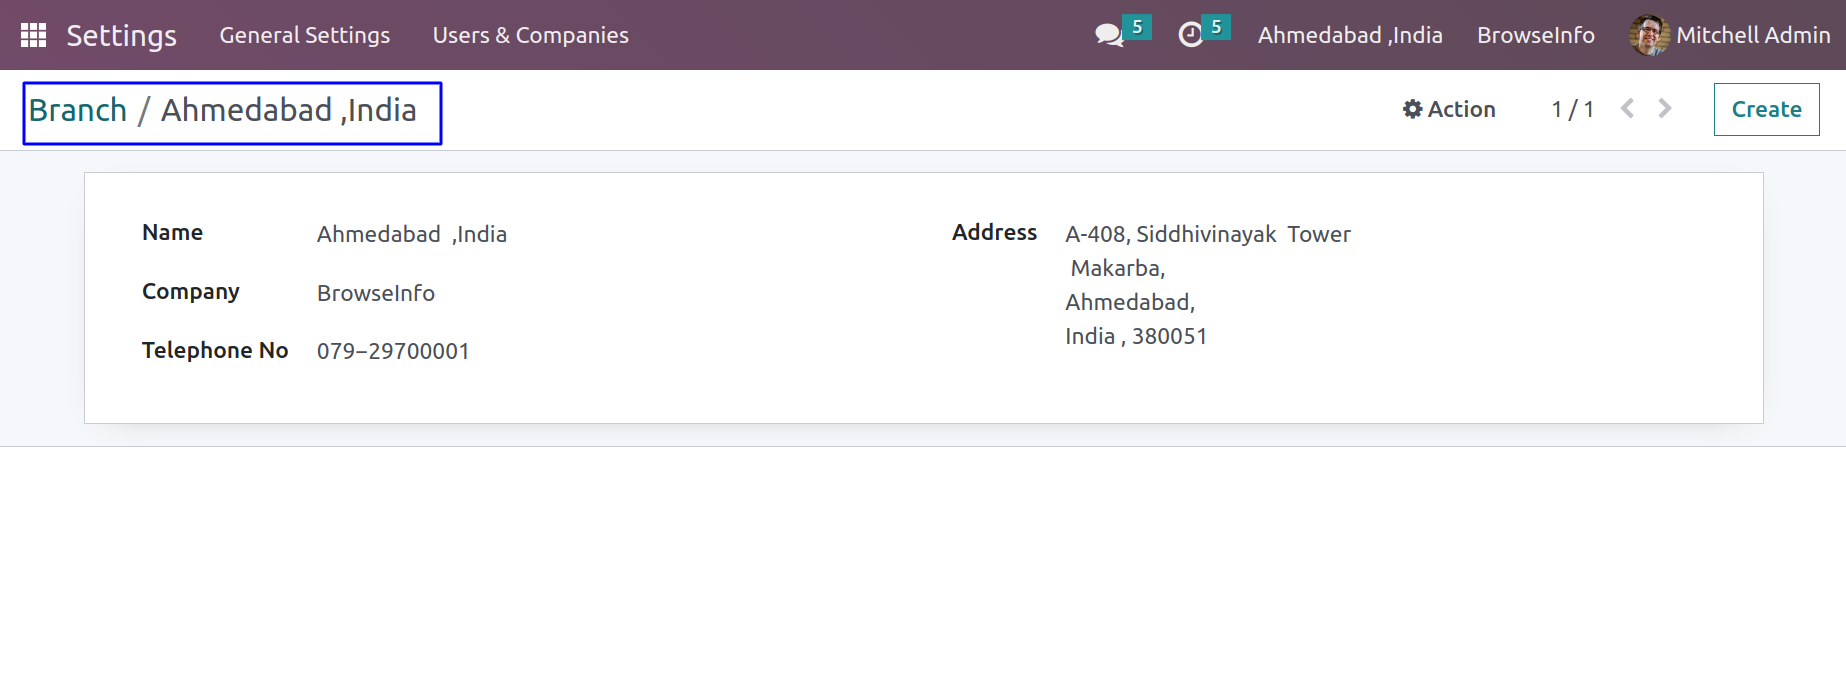 Settings General Settings Users & Companies 5 5 Ahmedabad ,India BrowseInfo Mitchell Admin
Branch / Ahmedabad ,India Action 1 / 1 Create
Name Ahmedabad ,India
Company BrowseInfo
Telephone No 079–29700001
Address A-408, Siddhivinayak Tower
Makarba,
Ahmedabad,
India , 380051